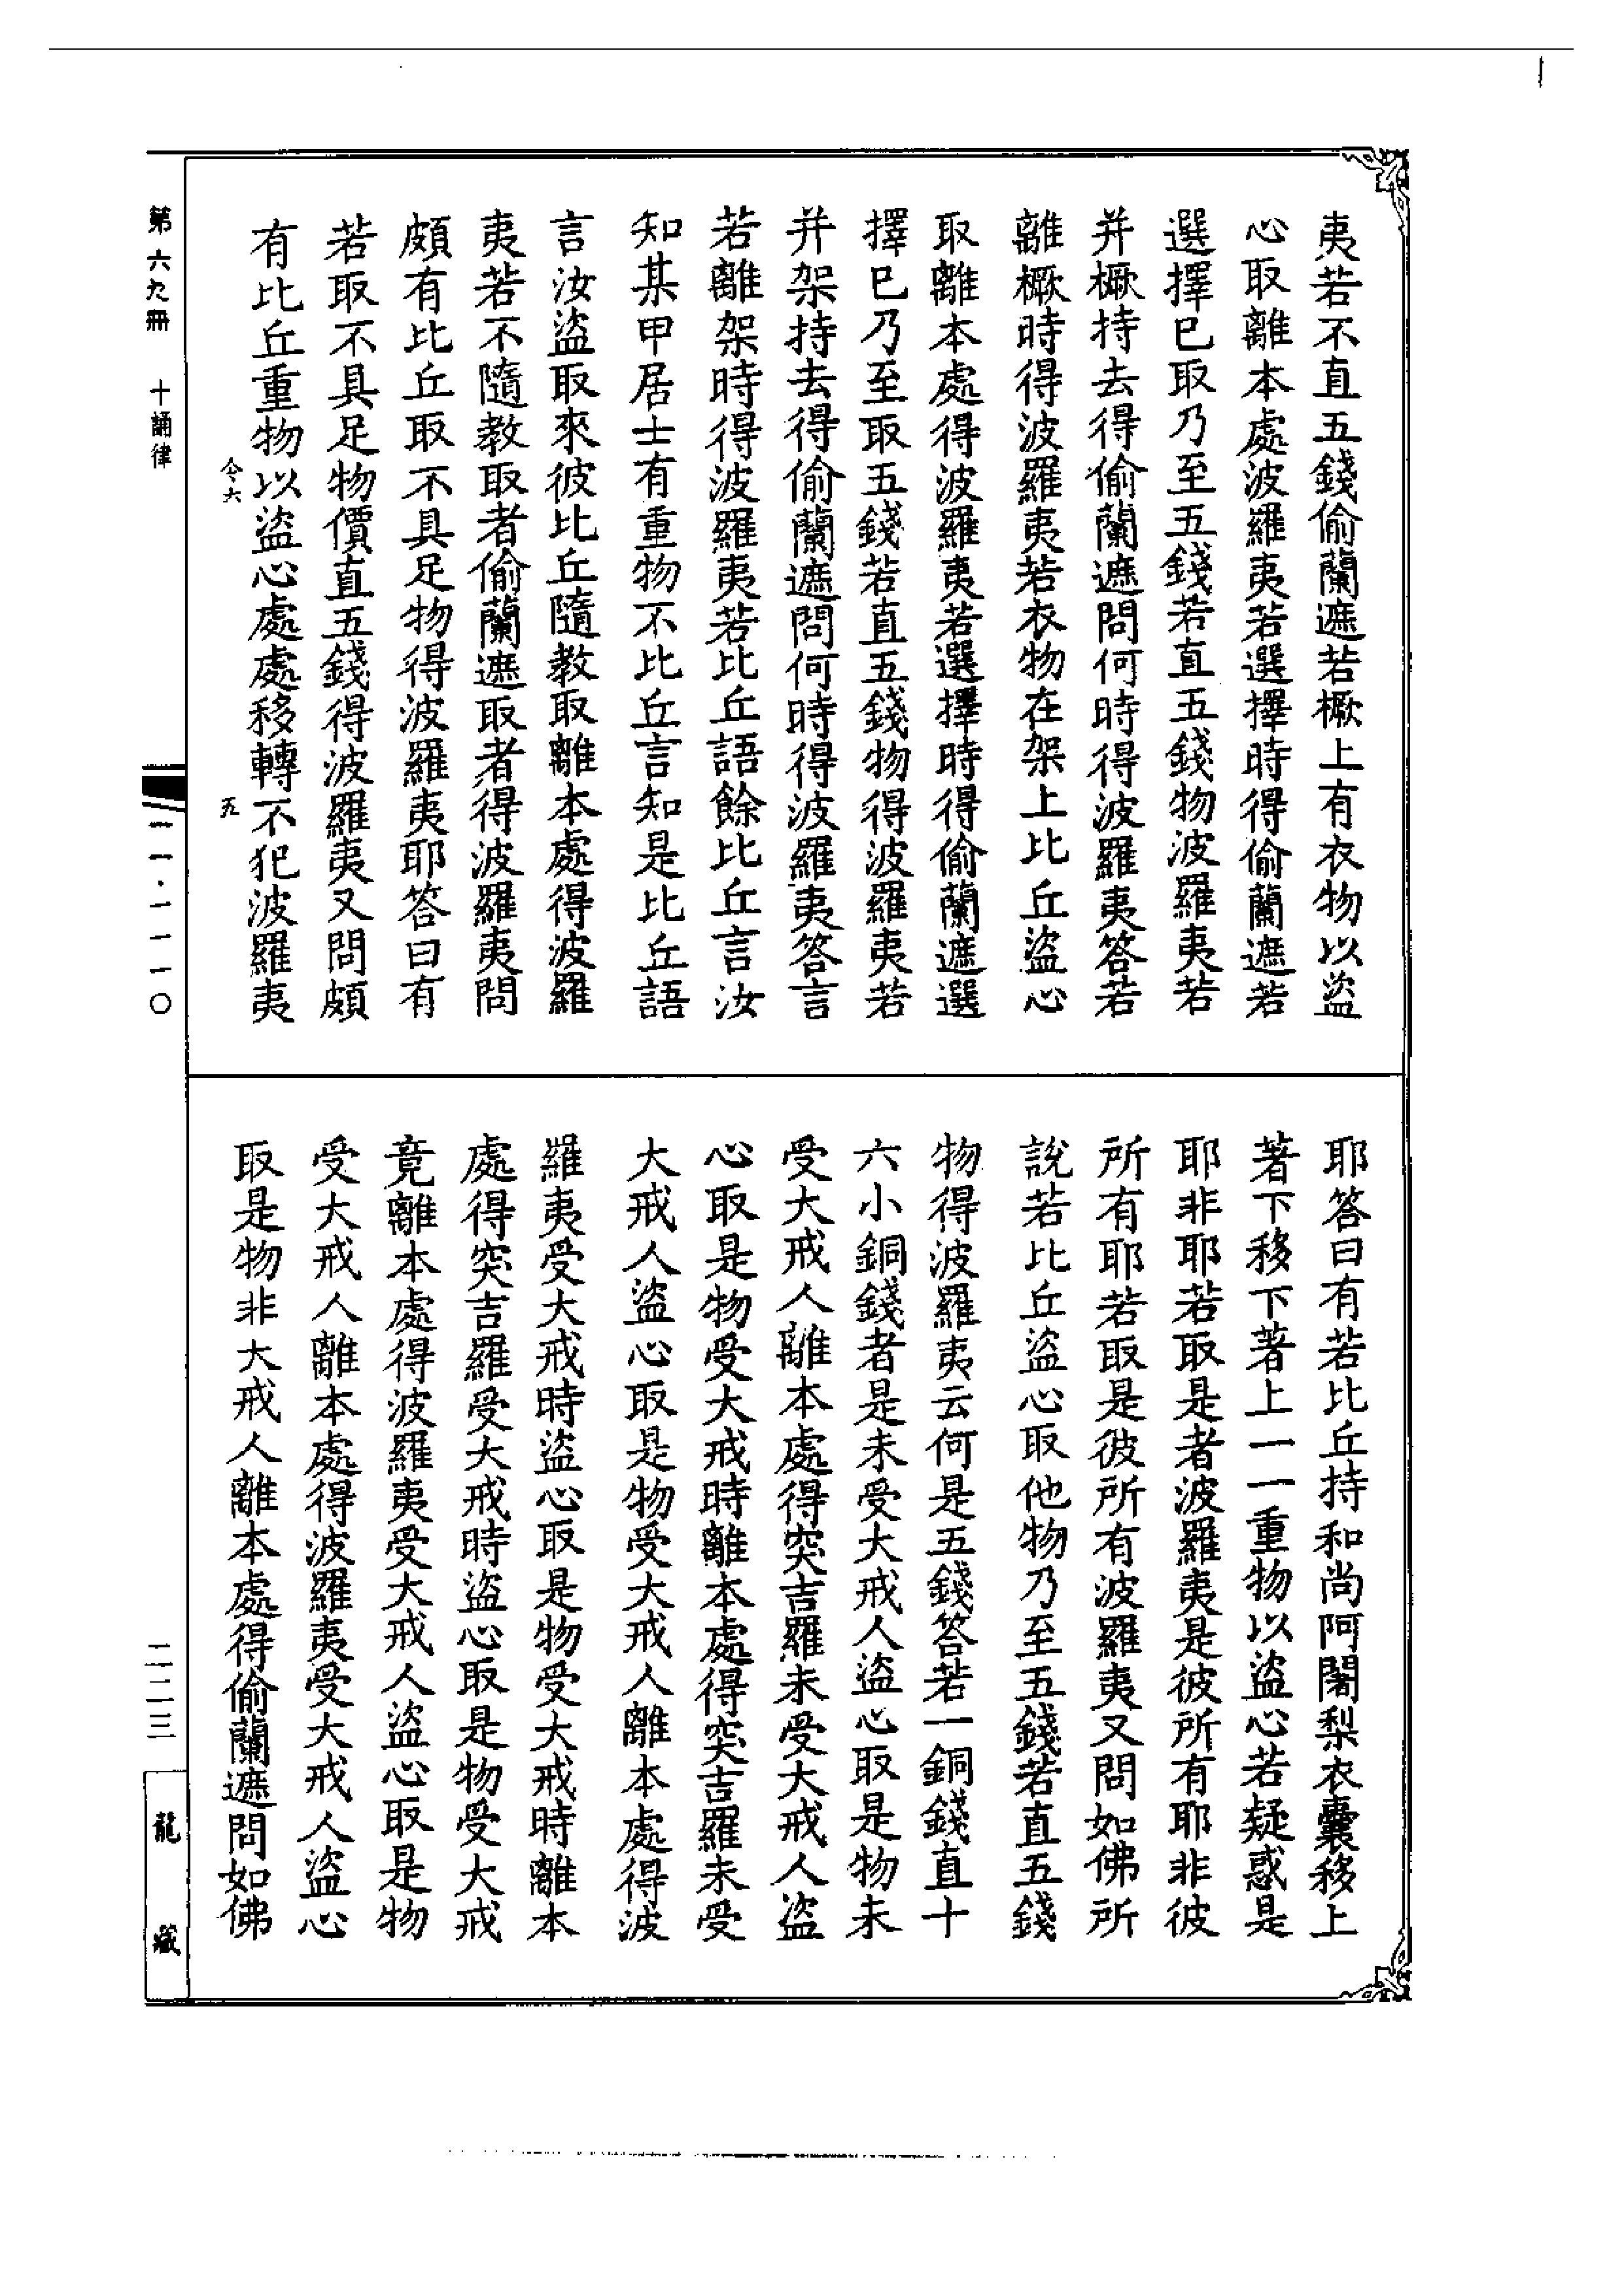 夷若不直五錢偷蘭遮若橛上有衣物以盜
心取離本處波羅夷若選擇時得偷蘭遮若
選擇已取乃至五錢若直五錢物波羅夷若
并橛持去得偷蘭遮問何時得波羅夷答若
離橛時得波羅夷若衣物在架上比丘盜心
取離本處得波羅夷若選擇時得偷蘭遮選
擇已乃至取五錢若直五錢物得波羅夷若
并架持去得偷蘭遮問何時得波羅夷答言
若離架時得波羅夷若比丘語餘比丘言汝
知某甲居士有重物不比丘言知是比丘語
言汝盜取來彼比丘隨教取離本處得波羅
夷若不隨教取者偷蘭遮取者得波羅夷問
頗有比丘取不具足物得波羅夷耶答曰有
若取不具足物價直五錢得波羅夷又問頗
有比丘重物以盜心處處移轉不犯波羅夷
令六
五
耶答曰有若比丘持和尚阿闍梨衣囊移上
著下移下著上一一重物以盜心若疑惑是
耶非耶若取是者波羅夷是彼所有耶非彼
所有耶若取是彼所有波羅夷又問如佛所
說若比丘盜心取他物乃至五錢若直五錢
物得波羅夷云何是五錢答若一銅錢直十
六小銅錢者是未受大戒人盜心取是物未
受大戒人離本處得突吉羅未受大戒人盜
心取是物受大戒時離本處得突吉羅未受
大戒人盜心取是物受大戒人離本處得波
羅夷受大戒時盜心取是物受大戒時離本
處得突吉羅受大戒時盜心取是物受大戒
竟離本處得波羅夷受大戒人盜心取是物
受大戒人離本處得波羅夷受大戒人盜心
取是物非大戒人離本處得偷蘭遮問如佛
第六九冊 十誦律
一一·一一一〇
二二三
龍藏